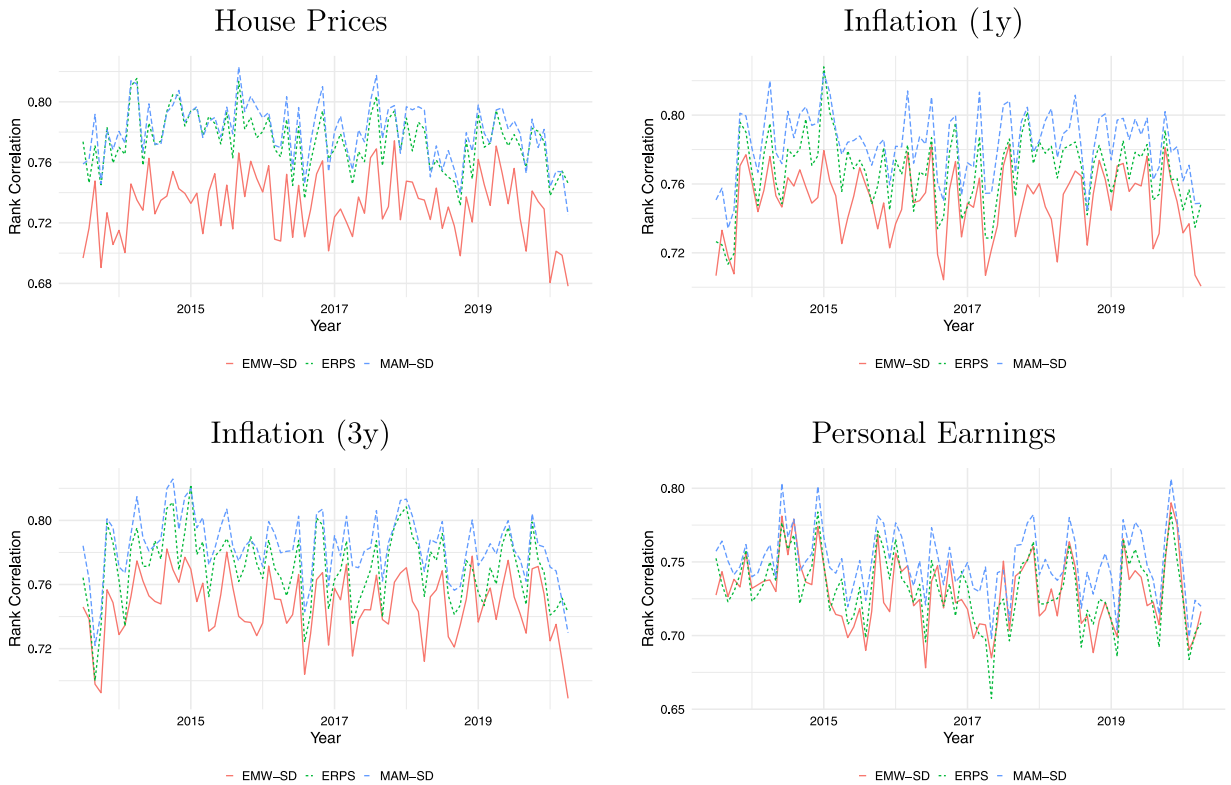 House Prices
Rank Correlation
0.80
0.76
0.72
0.68
2015 2017 2019
Year
EMW–SD ERPS MAM–SD
Inflation (1y)
Rank Correlation
0.80
0.76
0.72
2015 2017 2019
Year
EMW–SD ERPS MAM–SD
Inflation (3y)
Rank Correlation
0.80
0.76
0.72
2015 2017 2019
Year
EMW–SD ERPS MAM–SD
Personal Earnings
Rank Correlation
0.80
0.75
0.70
0.65
2015 2017 2019
Year
EMW–SD ERPS MAM–SD